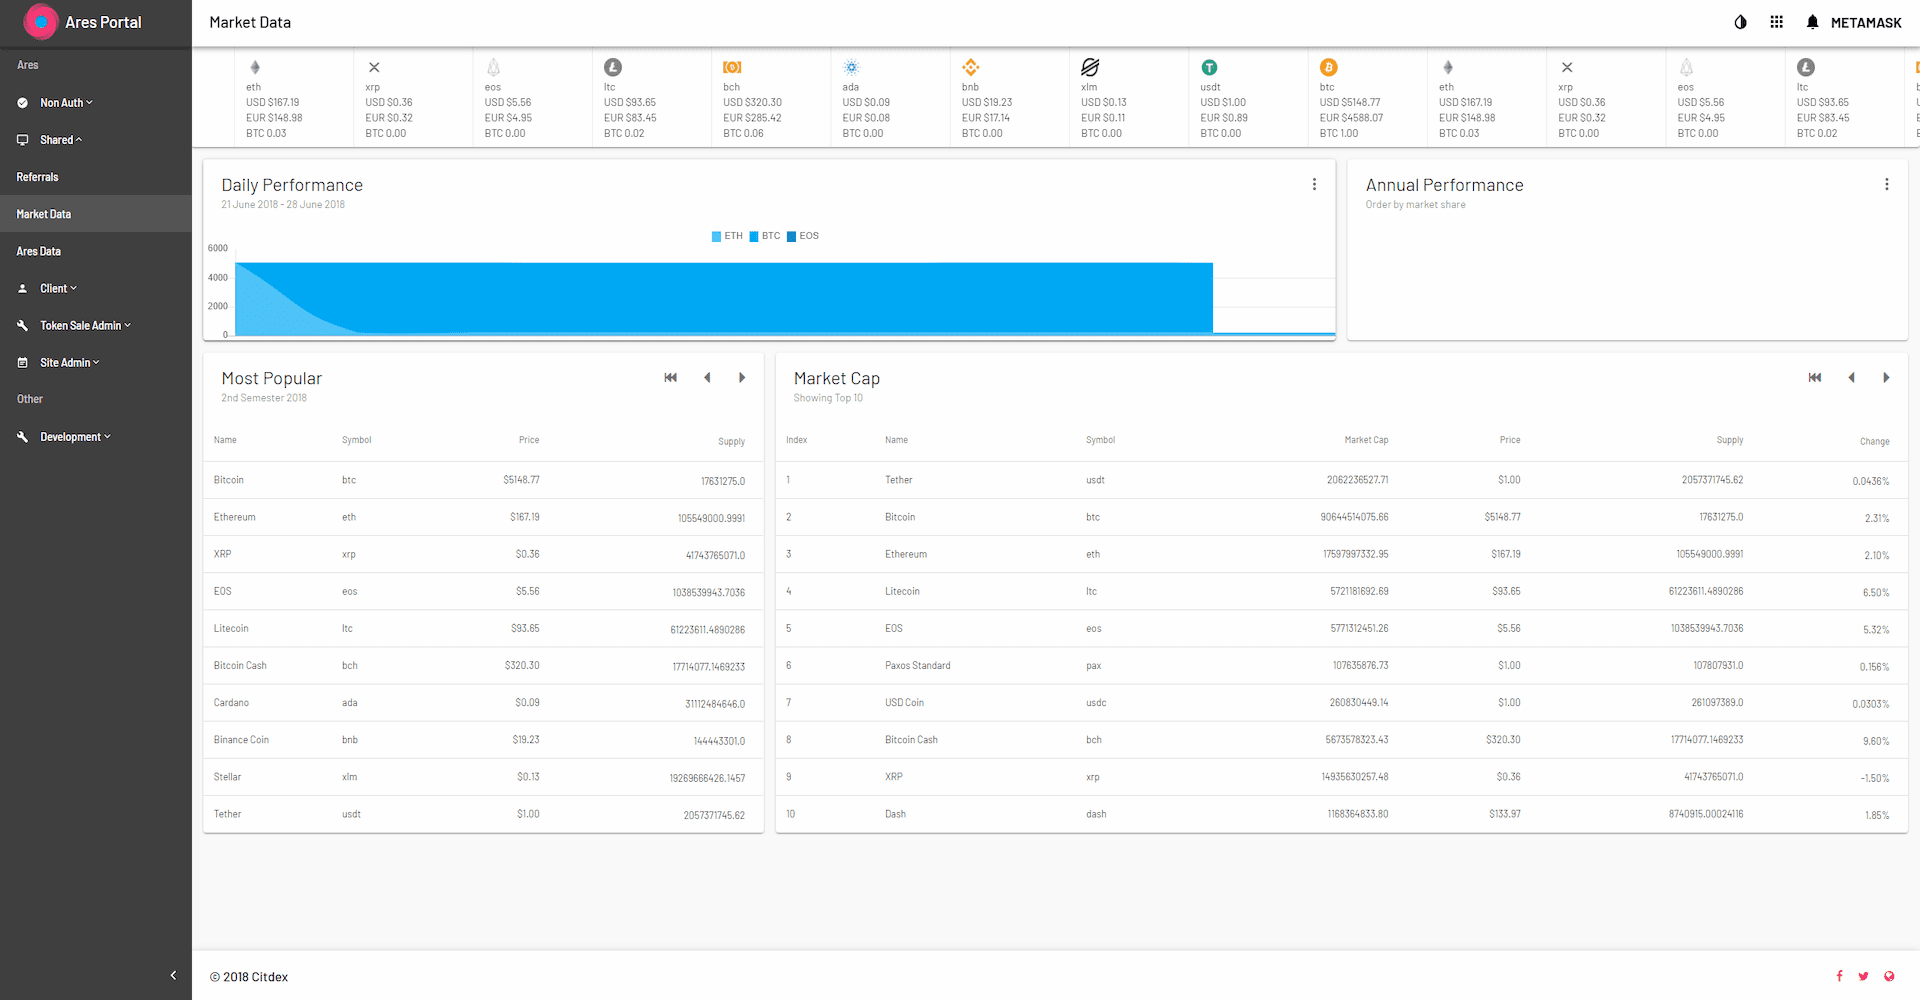 Ares Portal
Market Data
METAMASK
Ares
Non Auth
Shared
Referrals
Market Data
Ares Data
Client
Token Sale Admin
Site Admin
Other
Development
eth
USD $167.19
EUR $148.98
BTC 0.03
xrp
USD $0.36
EUR $0.32
BTC 0.00
eos
USD $5.56
EUR $4.95
BTC 0.00
ltc
USD $93.65
EUR $83.45
BTC 0.02
bch
USD $320.30
EUR $285.42
BTC 0.06
ada
USD $0.09
EUR $0.08
BTC 0.00
bnb
USD $19.23
EUR $17.14
BTC 0.00
xlm
USD $0.13
EUR $0.11
BTC 0.00
usdt
USD $1.00
EUR $0.89
BTC 0.00
btc
USD $5148.77
EUR $4588.07
BTC 1.00
eth
USD $167.19
EUR $148.98
BTC 0.03
xrp
USD $0.36
EUR $0.32
BTC 0.00
eos
USD $5.56
EUR $4.95
BTC 0.00
ltc
USD $93.65
EUR $83.45
BTC 0.02
Daily Performance
21 June 2018 - 28 June 2018
ETH BTC EOS
6000
4000
2000
0
Annual Performance
Order by market share
Most Popular
2nd Semester 2018
Name Symbol Price Supply
Bitcoin btc $5148.77 17631275.0
Ethereum eth $167.19 105549000.9991
XRP xrp $0.36 41743765071.0
EOS eos $5.56 1038539943.7036
Litecoin ltc $93.65 61223611.4890286
Bitcoin Cash bch $320.30 17714077.1469233
Cardano ada $0.09 31112484646.0
Binance Coin bnb $19.23 144443301.0
Stellar xlm $0.13 19269666426.1457
Tether usdt $1.00 2057371745.62
Market Cap
Showing Top 10
Index Name Symbol Market Cap Price Supply Change
1 Tether usdt 2062236527.71 $1.00 2057371745.62 0.0436%
2 Bitcoin btc 90644514075.66 $5148.77 17631275.0 2.31%
3 Ethereum eth 17597997332.95 $167.19 105549000.9991 2.10%
4 Litecoin ltc 5721181692.69 $93.65 61223611.4890286 6.50%
5 EOS eos 5771312451.26 $5.56 1038539943.7036 5.32%
6 Paxos Standard pax 107635876.73 $1.00 107807931.0 0.156%
7 USD Coin usdc 260830449.14 $1.00 261097389.0 0.0303%
8 Bitcoin Cash bch 5673578323.43 $320.30 17714077.1469233 9.60%
9 XRP xrp 14935630257.48 $0.36 41743765071.0 -1.50%
10 Dash dash 1168364833.80 $133.97 8740915.00024116 1.85%
© 2018 Citdex